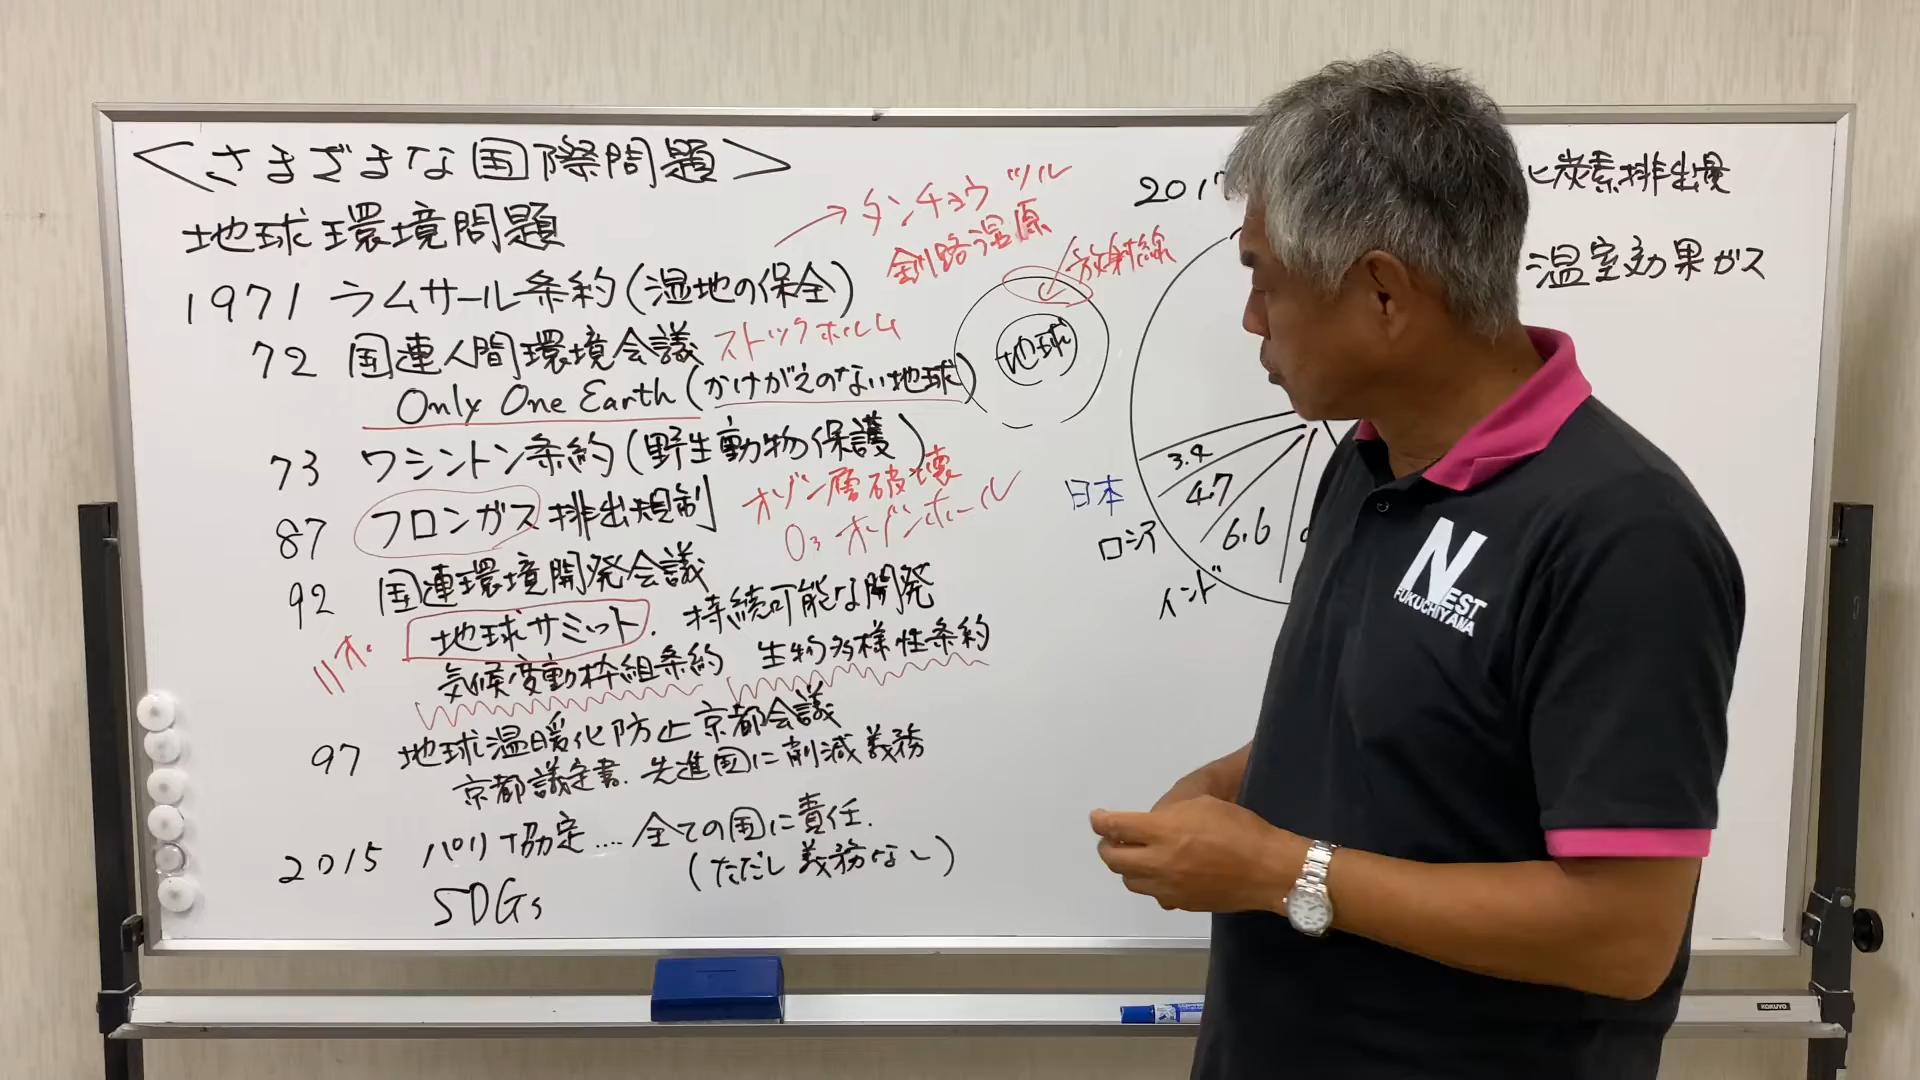 <さまざまな国際問題>
地球環境問題
1971 ラムサール条約(湿地の保全)
→タンチョウヅル
釧路湿原
72 国連人間環境会議 ストックホルム
Only One Earth (かけがえのない地球)
73 ワシントン条約(野生動物保護)
87 フロンガス排出規制 オゾン層破壊
O₃ オゾンホール
92 国連環境開発会議
地球サミット. 持続可能な開発
気候変動枠組条約 生物多様性条約
97 地球温暖化防止京都会議
京都議定書. 先進国に削減義務
2015 パリ協定....全ての国に責任.
(ただし義務なし)
SDGs
放射線
地球
201
炭素排出量
温室効果ガス
3.4
4.7
6.6
日本
ロシア
インド
NEST
FUKUCHIYAMA
KOKUYO